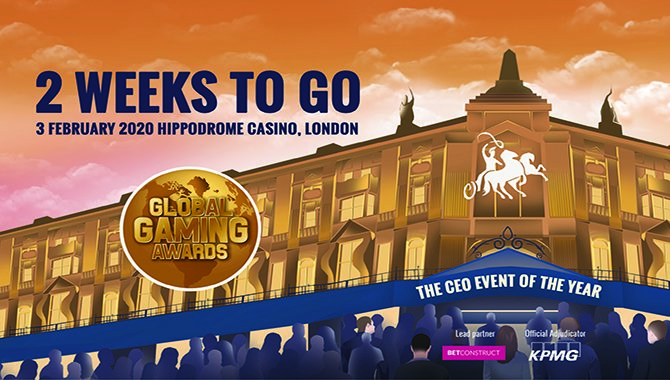 2 WEEKS TO GO
3 FEBRUARY 2020 HIPPODROME CASINO, LONDON
GLOBAL
GAMING
AWARDS
THE CEO EVENT OF THE YEAR
Lead partner
BETCONSTRUCT
Official Adjudicator
KPMG